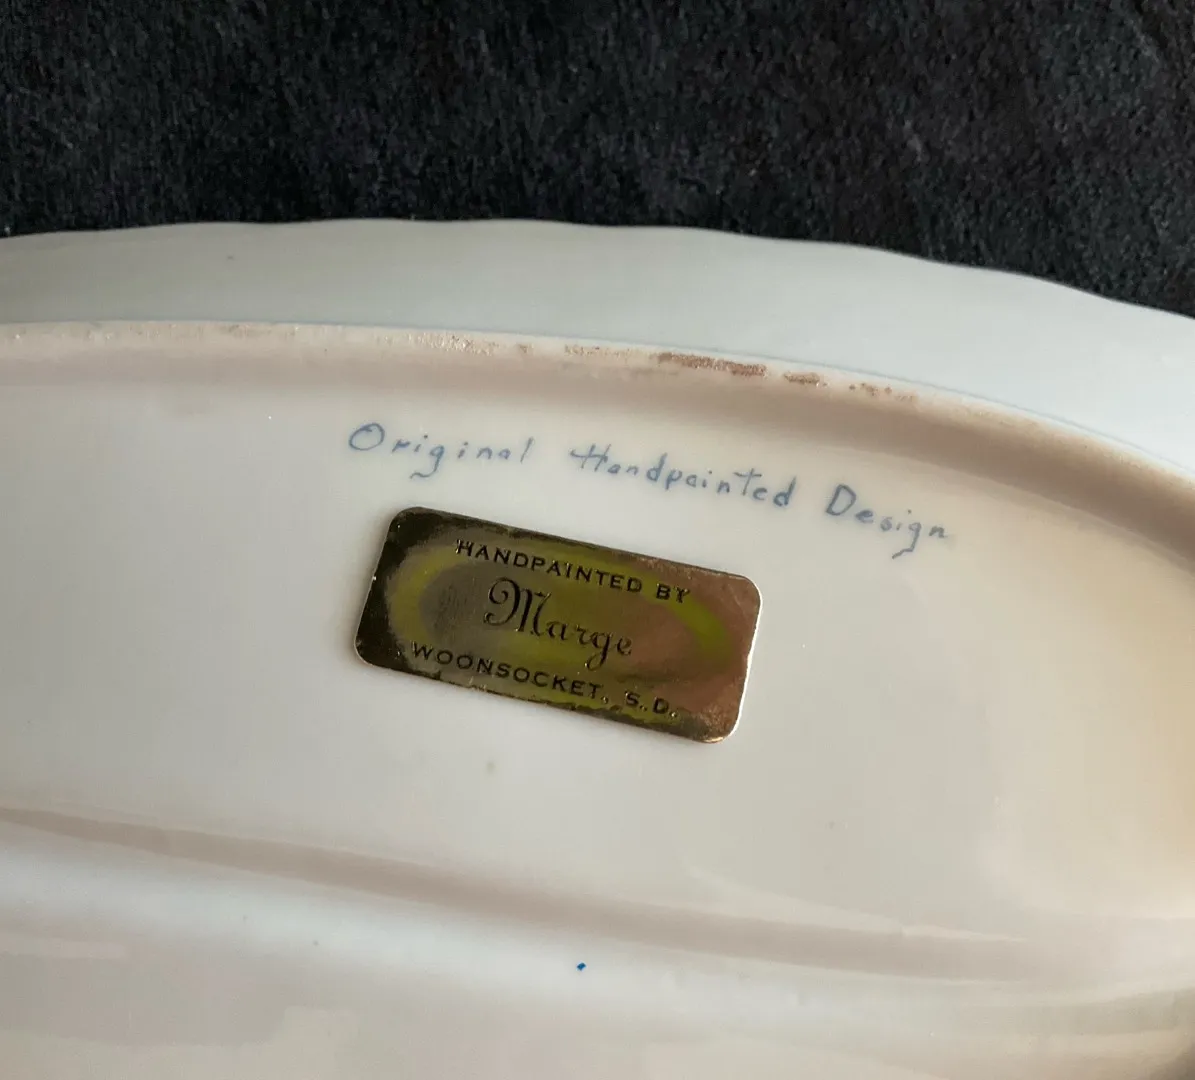 Original Handpainted Design
HANDPAINTED BY
Marge
WOONSOCKET, S.D.